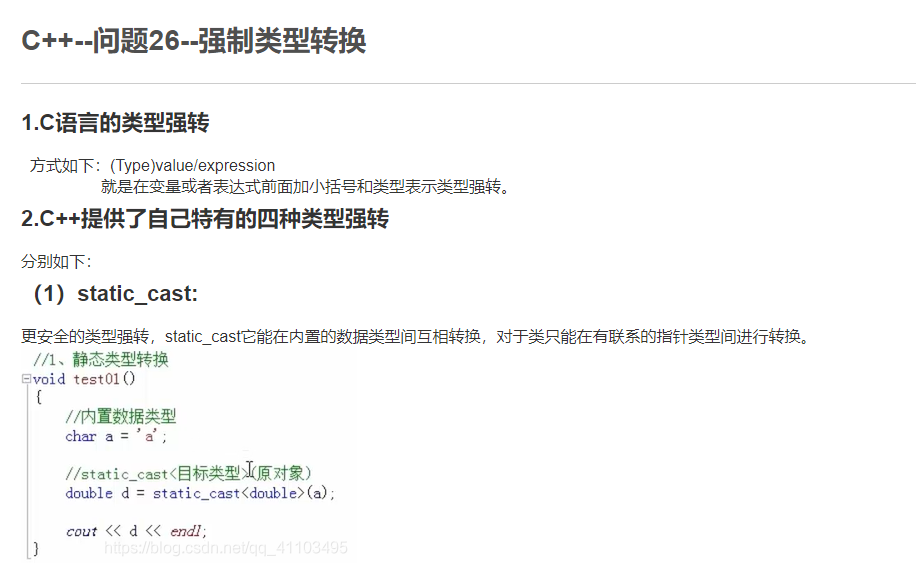 C++--问题26--强制类型转换
1.C语言的类型强转
方式如下：(Type)value/expression
就是在变量或者表达式前面加小括号和类型表示类型强转。
2.C++提供了自己特有的四种类型强转
分别如下：
（1）static_cast:
更安全的类型强转，static_cast它能在内置的数据类型间互相转换，对于类只能在有联系的指针类型间进行转换。
//1、静态类型转换
void test01()
{
//内置数据类型
char a = 'a';
//static_cast<目标类型>(原对象)
double d = static_cast<double>(a);
cout << d << endl;
}
https://blog.csdn.net/qq_41103495